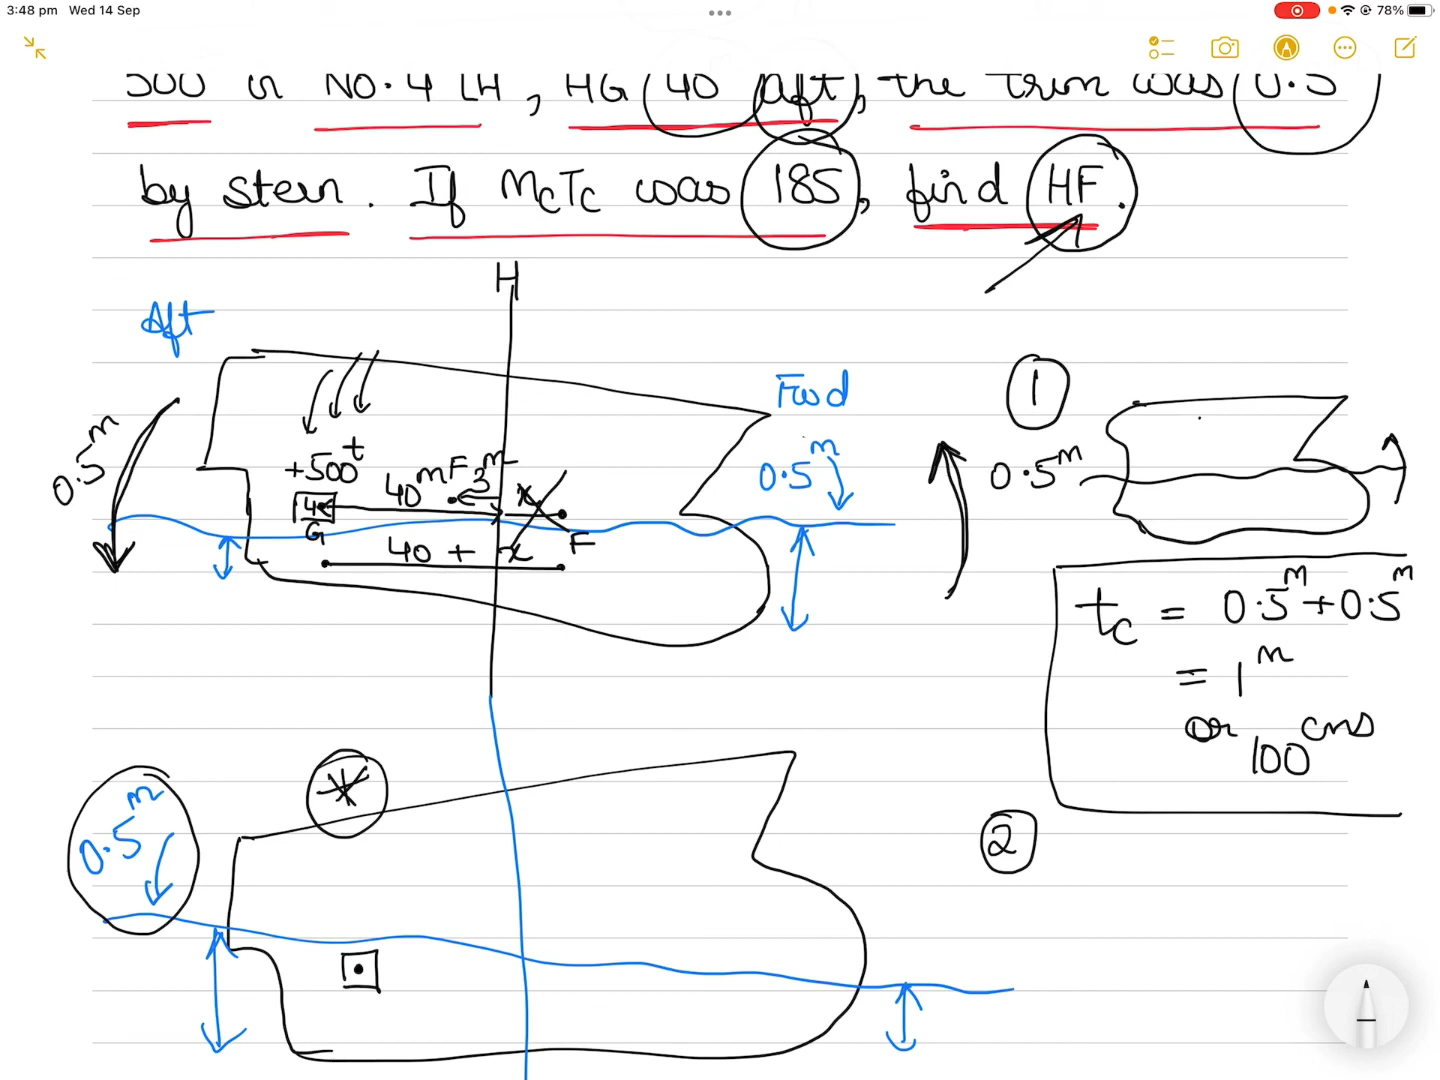 3:48 pm Wed 14 Sep
78%
500 in NO.4 LH, HG 40 aft, the trim was 0.5
by stern. If MCTC was 185, find HF.
H
Aft
Fwd
1
0.5m
+500t
40m
F
3m
x
0.5m
0.5m
4
G
40 + x
F
tc = 0.5m + 0.5m
= 1m
or 100 cms
*
0.5m
2